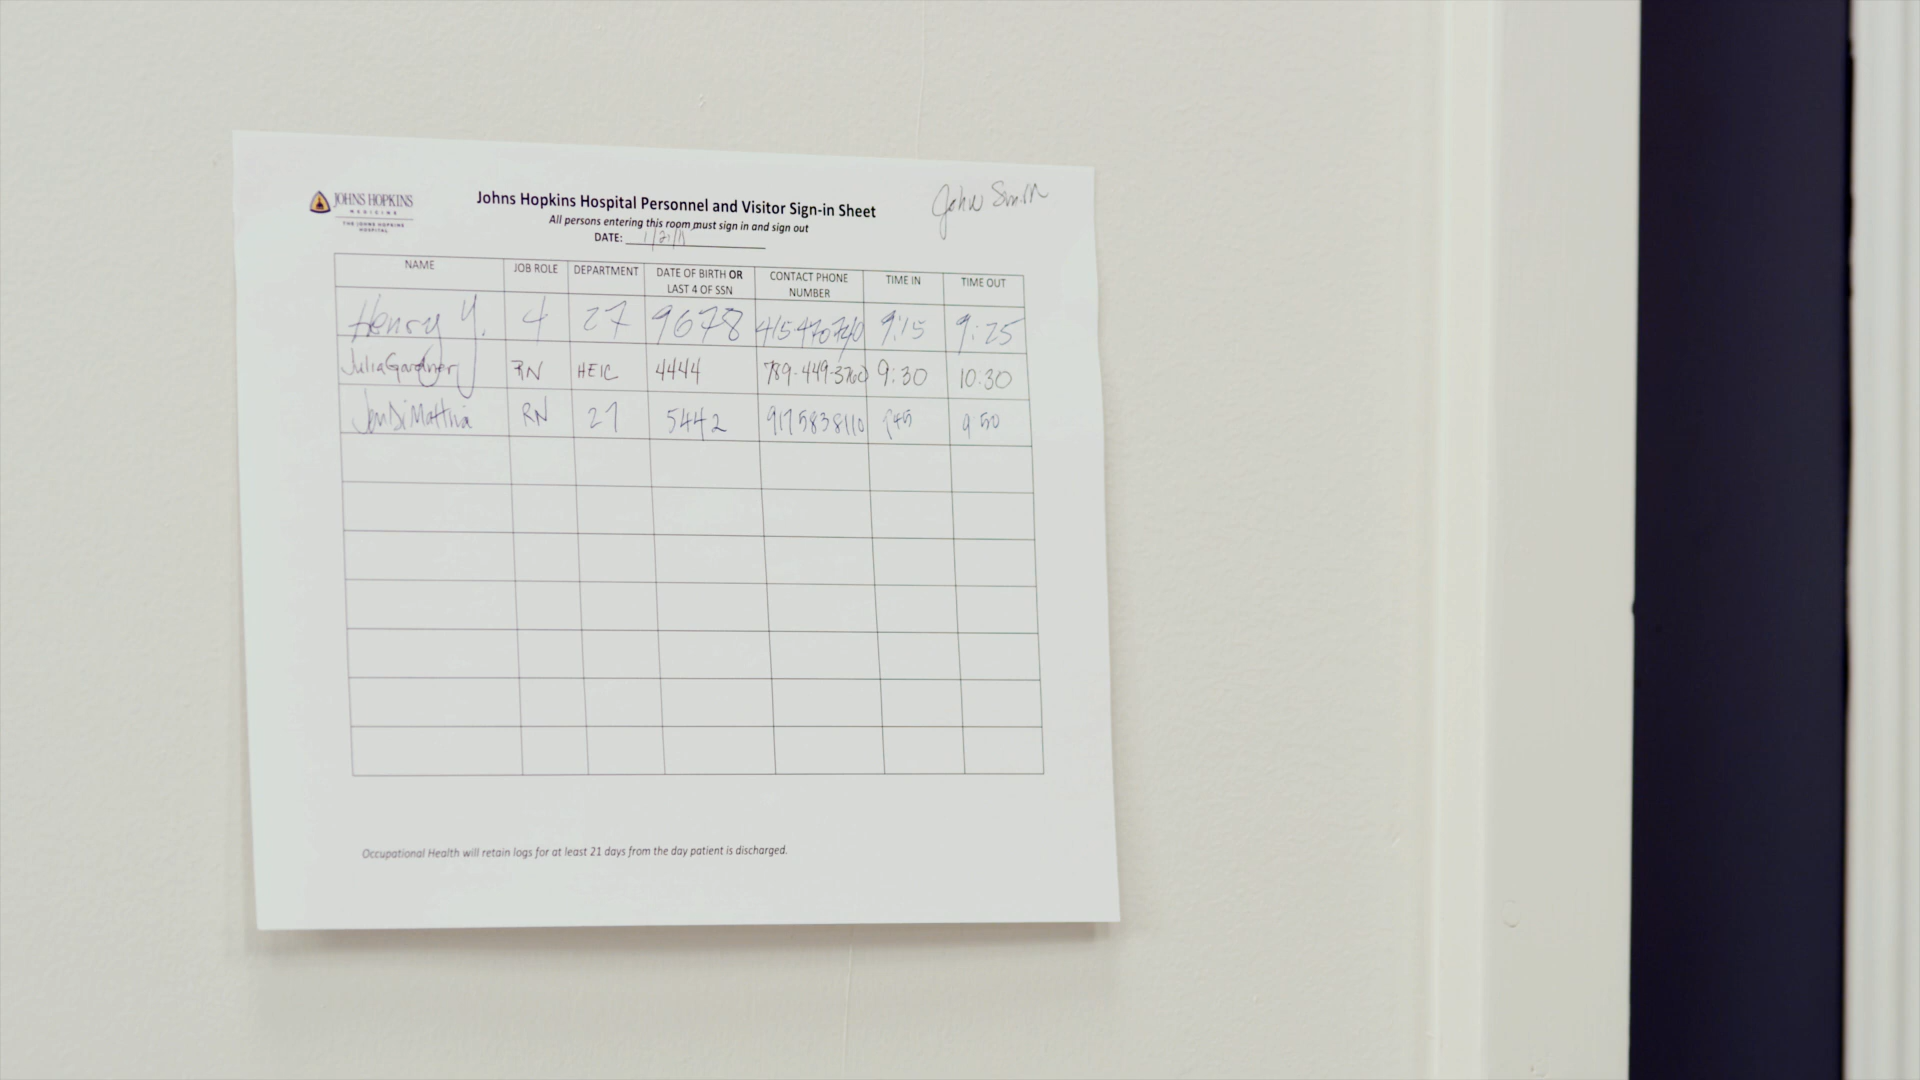 JOHNS HOPKINS
MEDICINE
THE JOHNS HOPKINS
HOSPITAL
Johns Hopkins Hospital Personnel and Visitor Sign-in Sheet
John Smith
All persons entering this room must sign in and sign out
DATE:
NAME JOB ROLE DEPARTMENT DATE OF BIRTH OR LAST 4 OF SSN CONTACT PHONE NUMBER TIME IN TIME OUT
Henry Y. 4 27 9678 9:15 9:25
Julia Gardner RN HEIC 4444 789-449-3760 9:30 10:30
Jen DiMattia RN 27 5442 9175838110 9 50
Occupational Health will retain logs for at least 21 days from the day patient is discharged.